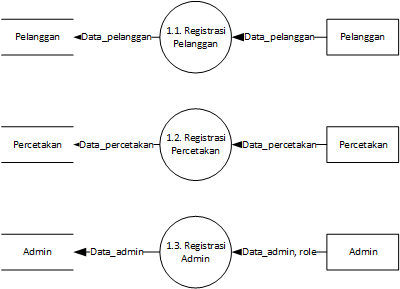 1.1. Registrasi
Pelanggan
Data_pelanggan
Pelanggan
Data_pelanggan
Pelanggan
1.2. Registrasi
Percetakan
Data_percetakan
Percetakan
Data_percetakan
Percetakan
1.3. Registrasi
Admin
Data_admin
Admin
Data_admin, role
Admin